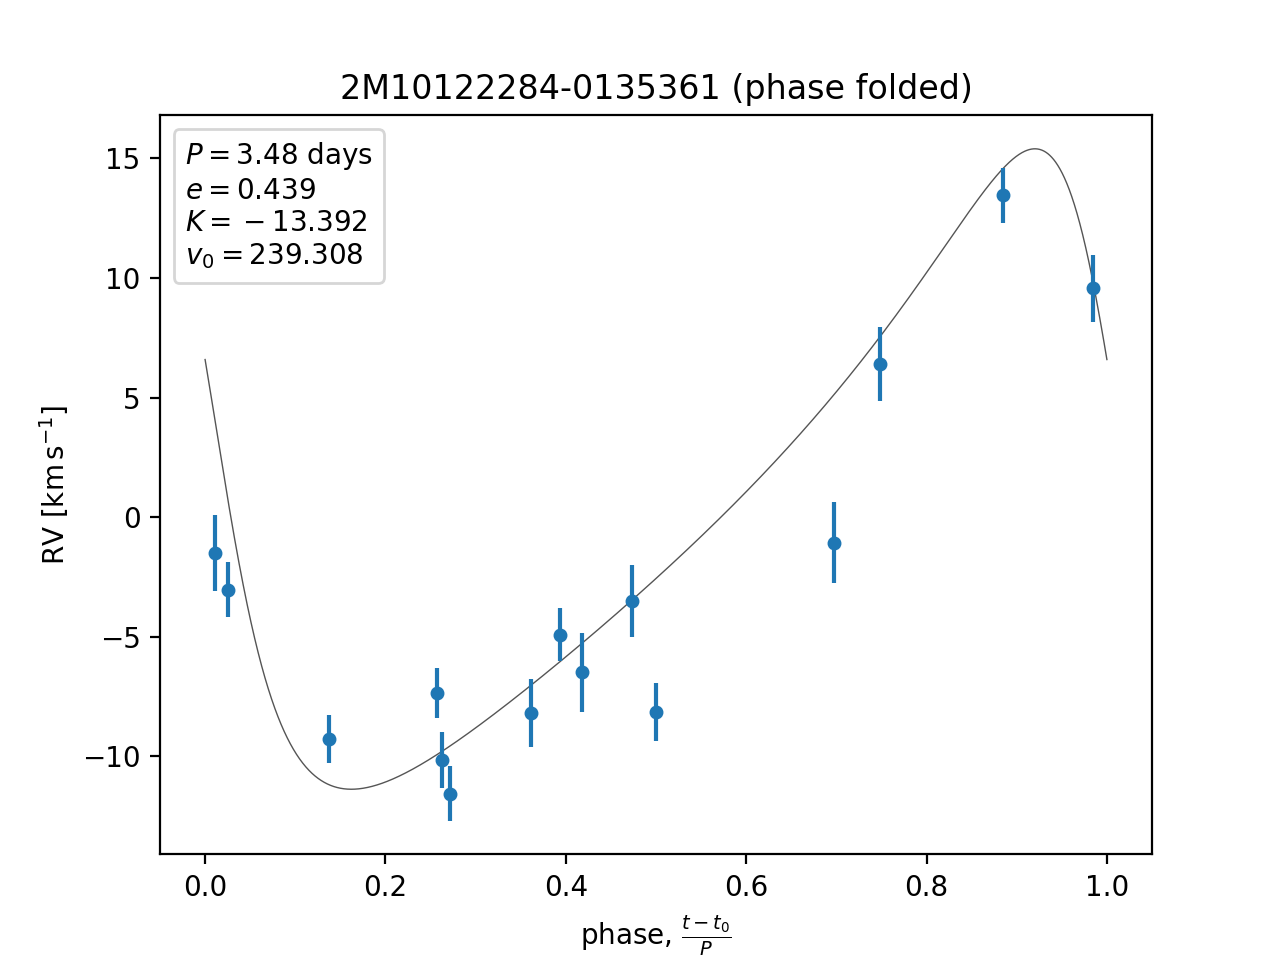 2M10122284-0135361 (phase folded)
P = 3.48 days
e = 0.439
K = −13.392
v₀ = 239.308
15
10
5
0
−5
−10
RV [km s⁻¹]
0.0 0.2 0.4 0.6 0.8 1.0
phase, (t − t₀)/P